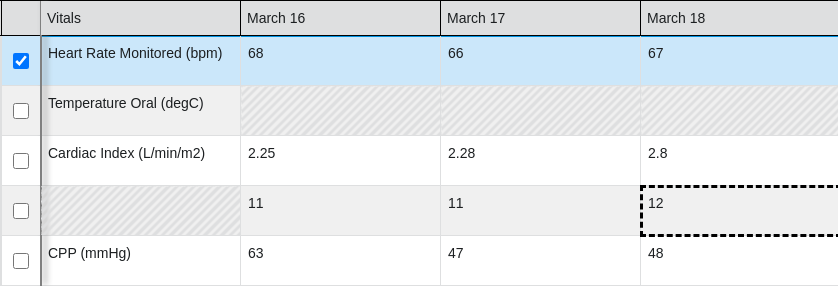 Vitals March 16 March 17 March 18
Heart Rate Monitored (bpm) 68 66 67
Temperature Oral (degC)
Cardiac Index (L/min/m2) 2.25 2.28 2.8
11 11 12
CPP (mmHg) 63 47 48